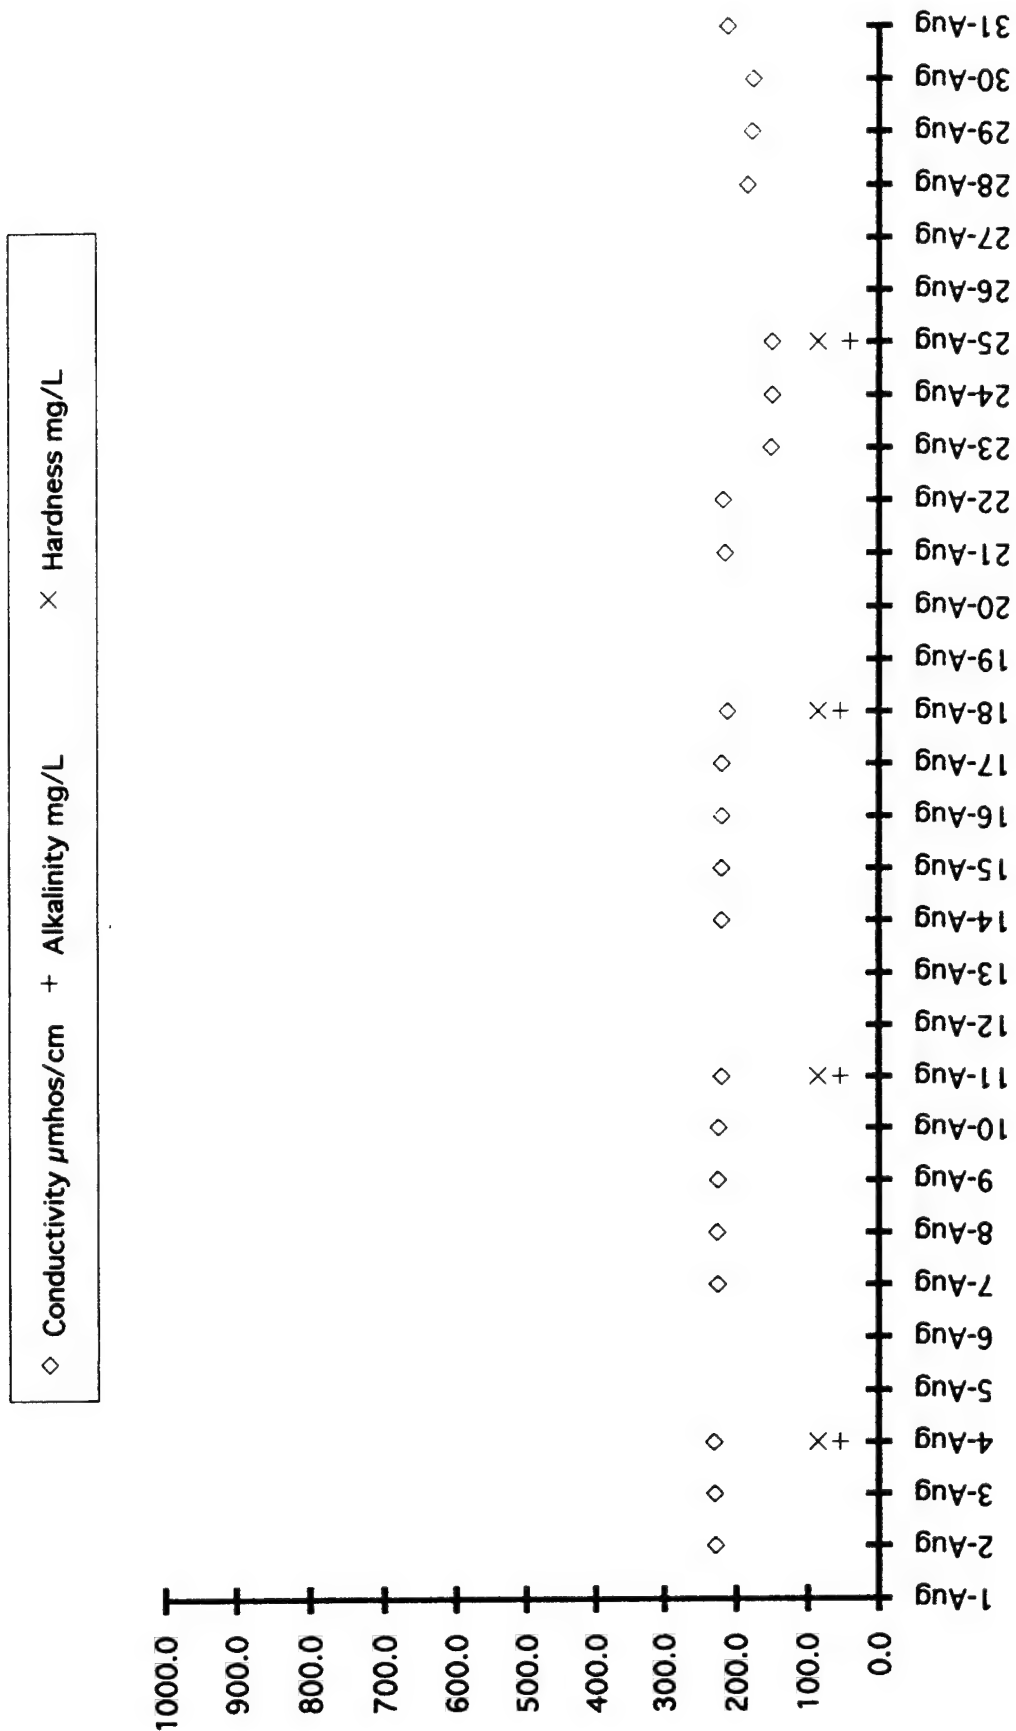 ◇ Conductivity μmhos/cm + Alkalinity mg/L × Hardness mg/L
1000.0
900.0
800.0
700.0
600.0
500.0
400.0
300.0
200.0
100.0
0.0
1-Aug
2-Aug
3-Aug
4-Aug
5-Aug
6-Aug
7-Aug
8-Aug
9-Aug
10-Aug
11-Aug
12-Aug
13-Aug
14-Aug
15-Aug
16-Aug
17-Aug
18-Aug
19-Aug
20-Aug
21-Aug
22-Aug
23-Aug
24-Aug
25-Aug
26-Aug
27-Aug
28-Aug
29-Aug
30-Aug
31-Aug